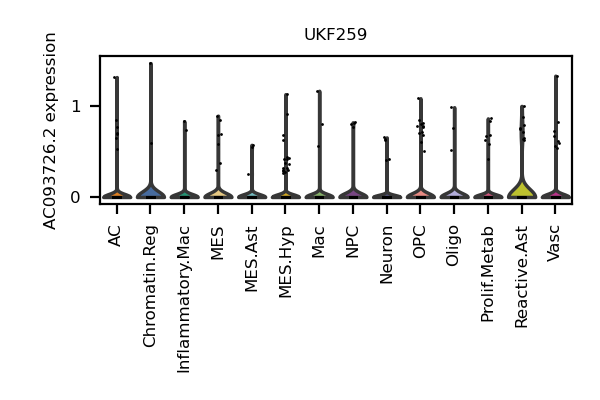 UKF259
AC093726.2 expression
1
0
AC
Chromatin.Reg
Inflammatory.Mac
MES
MES.Ast
MES.Hyp
Mac
NPC
Neuron
OPC
Oligo
Prolif.Metab
Reactive.Ast
Vasc